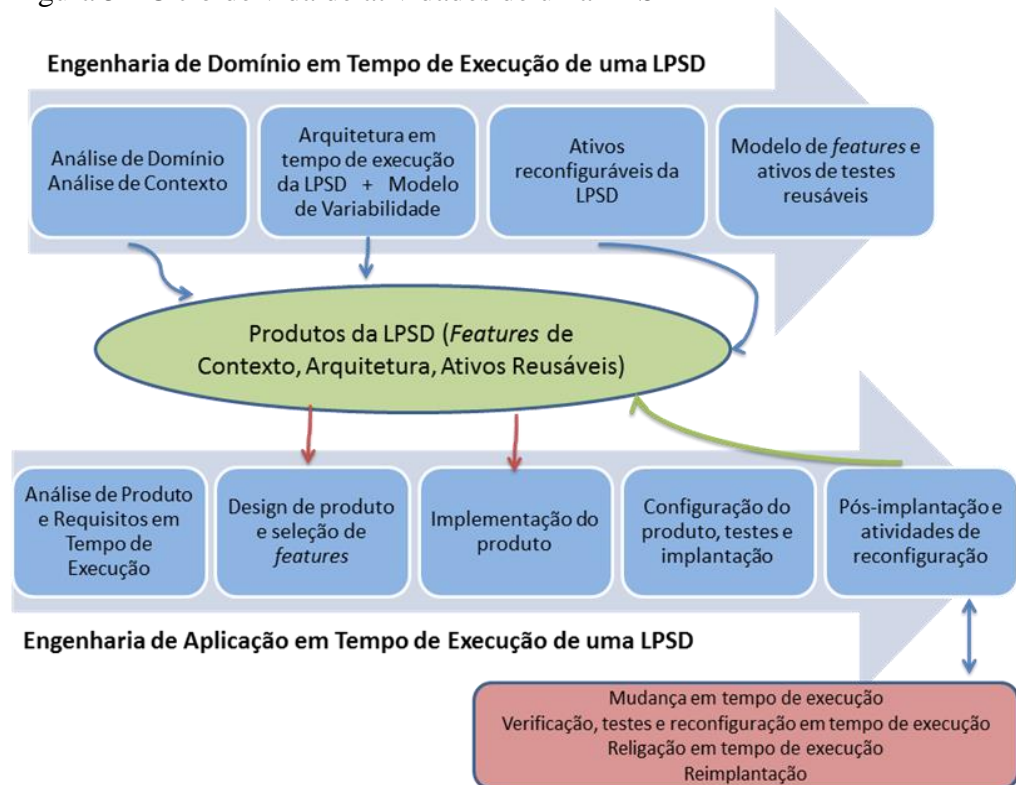 Engenharia de Domínio em Tempo de Execução de uma LPSD
Análise de Domínio
Análise de Contexto
Arquitetura em
tempo de execução
da LPSD + Modelo
de Variabilidade
Ativos
reconfiguráveis da
LPSD
Modelo de features e
ativos de testes
reusáveis
Produtos da LPSD (Features de
Contexto, Arquitetura, Ativos Reusáveis)
Análise de Produto
e Requisitos em
Tempo de
Execução
Design de produto
e seleção de
features
Implementação do
produto
Configuração do
produto, testes e
implantação
Pós-implantação e
atividades de
reconfiguração
Engenharia de Aplicação em Tempo de Execução de uma LPSD
Mudança em tempo de execução
Verificação, testes e reconfiguração em tempo de execução
Religação em tempo de execução
Reimplantação